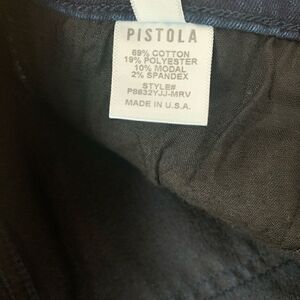 PISTOLA
69% COTTON
19% POLYESTER
10% MODAL
2% SPANDEX
STYLE#
P8632YJJ-MRV
MADE IN U.S.A.